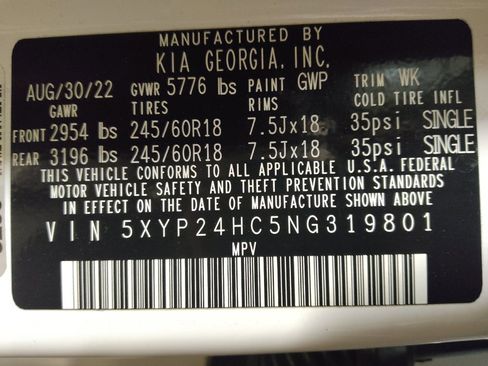 MANUFACTURED BY
KIA GEORGIA, INC.
AUG/30/22 GVWR 5776 lbs PAINT GWP TRIM WK
GAWR TIRES RIMS COLD TIRE INFL
FRONT 2954 lbs 245/60R18 7.5Jx18 35psi SINGLE
REAR 3196 lbs 245/60R18 7.5Jx18 35psi SINGLE
THIS VEHICLE CONFORMS TO ALL APPLICABLE U.S.A. FEDERAL
MOTOR VEHICLE SAFETY AND THEFT PREVENTION STANDARDS
IN EFFECT ON THE DATE OF MANUFACTURE SHOWN ABOVE
VIN 5XYP24HC5NG319801
MPV